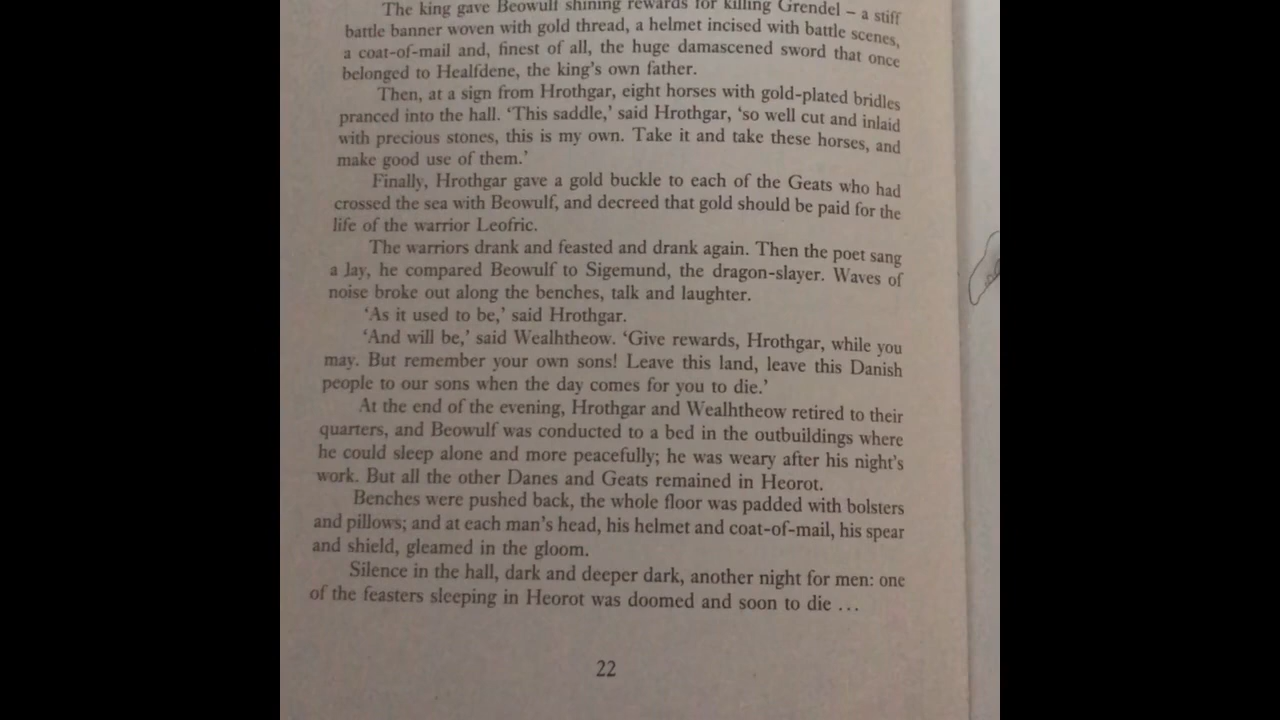 The king gave Beowulf shining rewards for killing Grendel – a stiff
battle banner woven with gold thread, a helmet incised with battle scenes,
a coat-of-mail and, finest of all, the huge damascened sword that once
belonged to Healfdene, the king's own father.
Then, at a sign from Hrothgar, eight horses with gold-plated bridles
pranced into the hall. ‘This saddle,’ said Hrothgar, ‘so well cut and inlaid
with precious stones, this is my own. Take it and take these horses, and
make good use of them.’
Finally, Hrothgar gave a gold buckle to each of the Geats who had
crossed the sea with Beowulf, and decreed that gold should be paid for the
life of the warrior Leofric.
The warriors drank and feasted and drank again. Then the poet sang
a lay, he compared Beowulf to Sigemund, the dragon-slayer. Waves of
noise broke out along the benches, talk and laughter.
‘As it used to be,’ said Hrothgar.
‘And will be,’ said Wealhtheow. ‘Give rewards, Hrothgar, while you
may. But remember your own sons! Leave this land, leave this Danish
people to our sons when the day comes for you to die.’
At the end of the evening, Hrothgar and Wealhtheow retired to their
quarters, and Beowulf was conducted to a bed in the outbuildings where
he could sleep alone and more peacefully; he was weary after his night's
work. But all the other Danes and Geats remained in Heorot.
Benches were pushed back, the whole floor was padded with bolsters
and pillows; and at each man's head, his helmet and coat-of-mail, his spear
and shield, gleamed in the gloom.
Silence in the hall, dark and deeper dark, another night for men: one
of the feasters sleeping in Heorot was doomed and soon to die ...
22